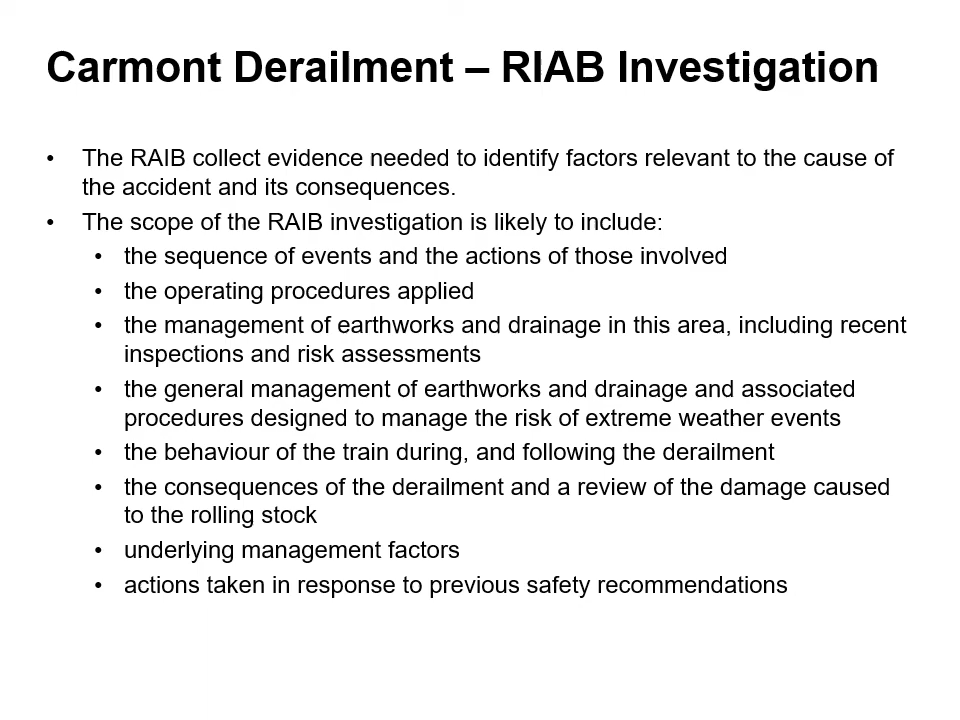 Carmont Derailment – RIAB Investigation
• The RAIB collect evidence needed to identify factors relevant to the cause of
the accident and its consequences.
• The scope of the RAIB investigation is likely to include:
• the sequence of events and the actions of those involved
• the operating procedures applied
• the management of earthworks and drainage in this area, including recent
inspections and risk assessments
• the general management of earthworks and drainage and associated
procedures designed to manage the risk of extreme weather events
• the behaviour of the train during, and following the derailment
• the consequences of the derailment and a review of the damage caused
to the rolling stock
• underlying management factors
• actions taken in response to previous safety recommendations